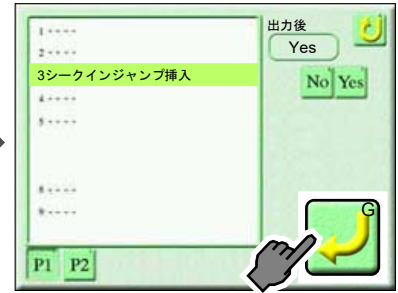 1 ----
2 ----
3シークインジャンプ挿入
4 ----
5 ----
8 ----
9 ----
P1 P2
出力後
Yes
No Yes
G